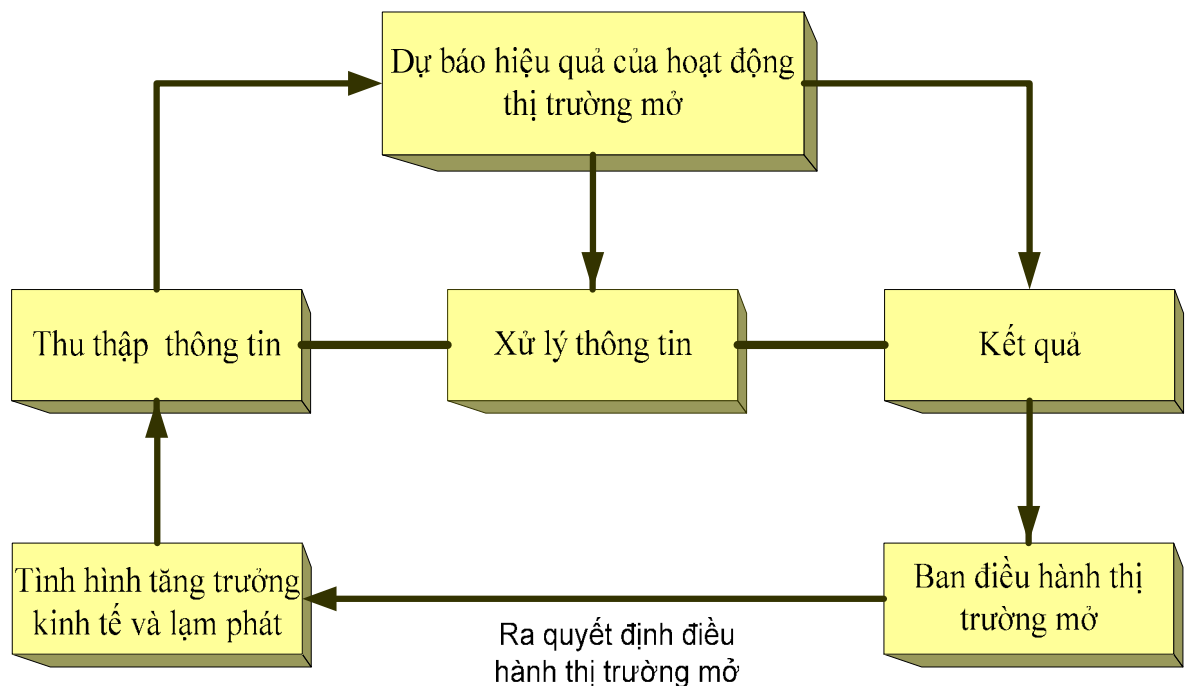 Dự báo hiệu quả của hoạt động
thị trường mở
Thu thập thông tin
Xử lý thông tin
Kết quả
Tình hình tăng trưởng
kinh tế và lạm phát
Ban điều hành thị
trường mở
Ra quyết định điều
hành thị trường mở